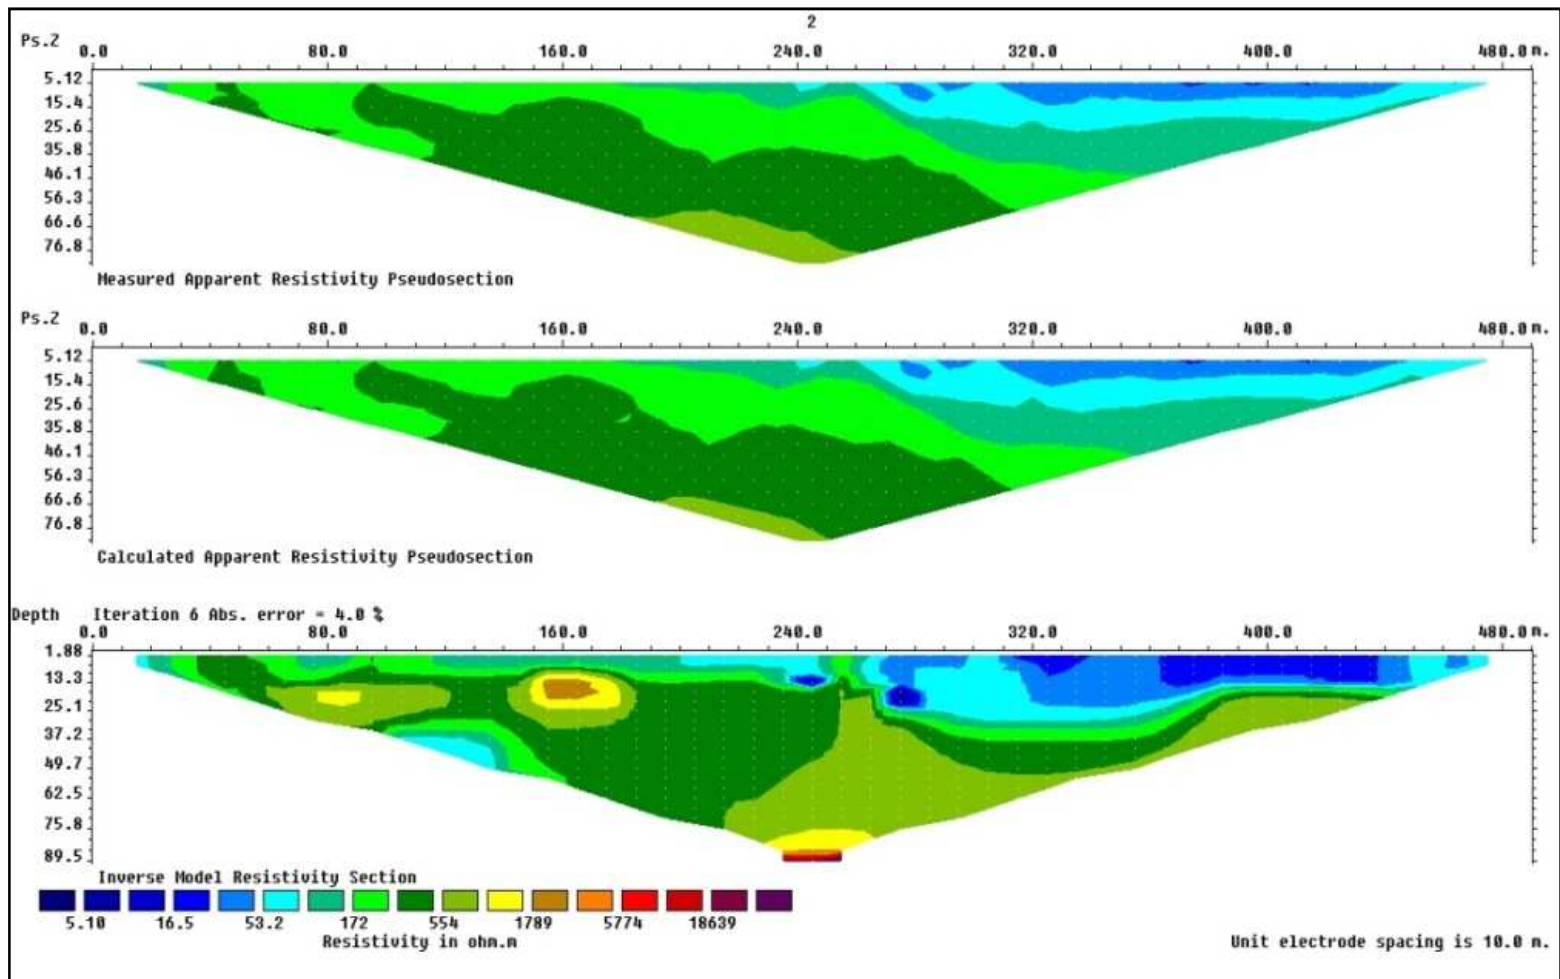 2
Ps.Z 0.0 80.0 160.0 240.0 320.0 400.0 480.0 m.
5.12
15.4
25.6
35.8
46.1
56.3
66.6
76.8
Measured Apparent Resistivity Pseudosection
Ps.Z 0.0 80.0 160.0 240.0 320.0 400.0 480.0 m.
5.12
15.4
25.6
35.8
46.1
56.3
66.6
76.8
Calculated Apparent Resistivity Pseudosection
Depth Iteration 6 Abs. error = 4.0 %
0.0 80.0 160.0 240.0 320.0 400.0 480.0 m.
1.88
13.3
25.1
37.2
49.7
62.5
75.8
89.5
Inverse Model Resistivity Section
5.10 16.5 53.2 172 554 1789 5774 18639
Resistivity in ohm.m
Unit electrode spacing is 10.0 m.